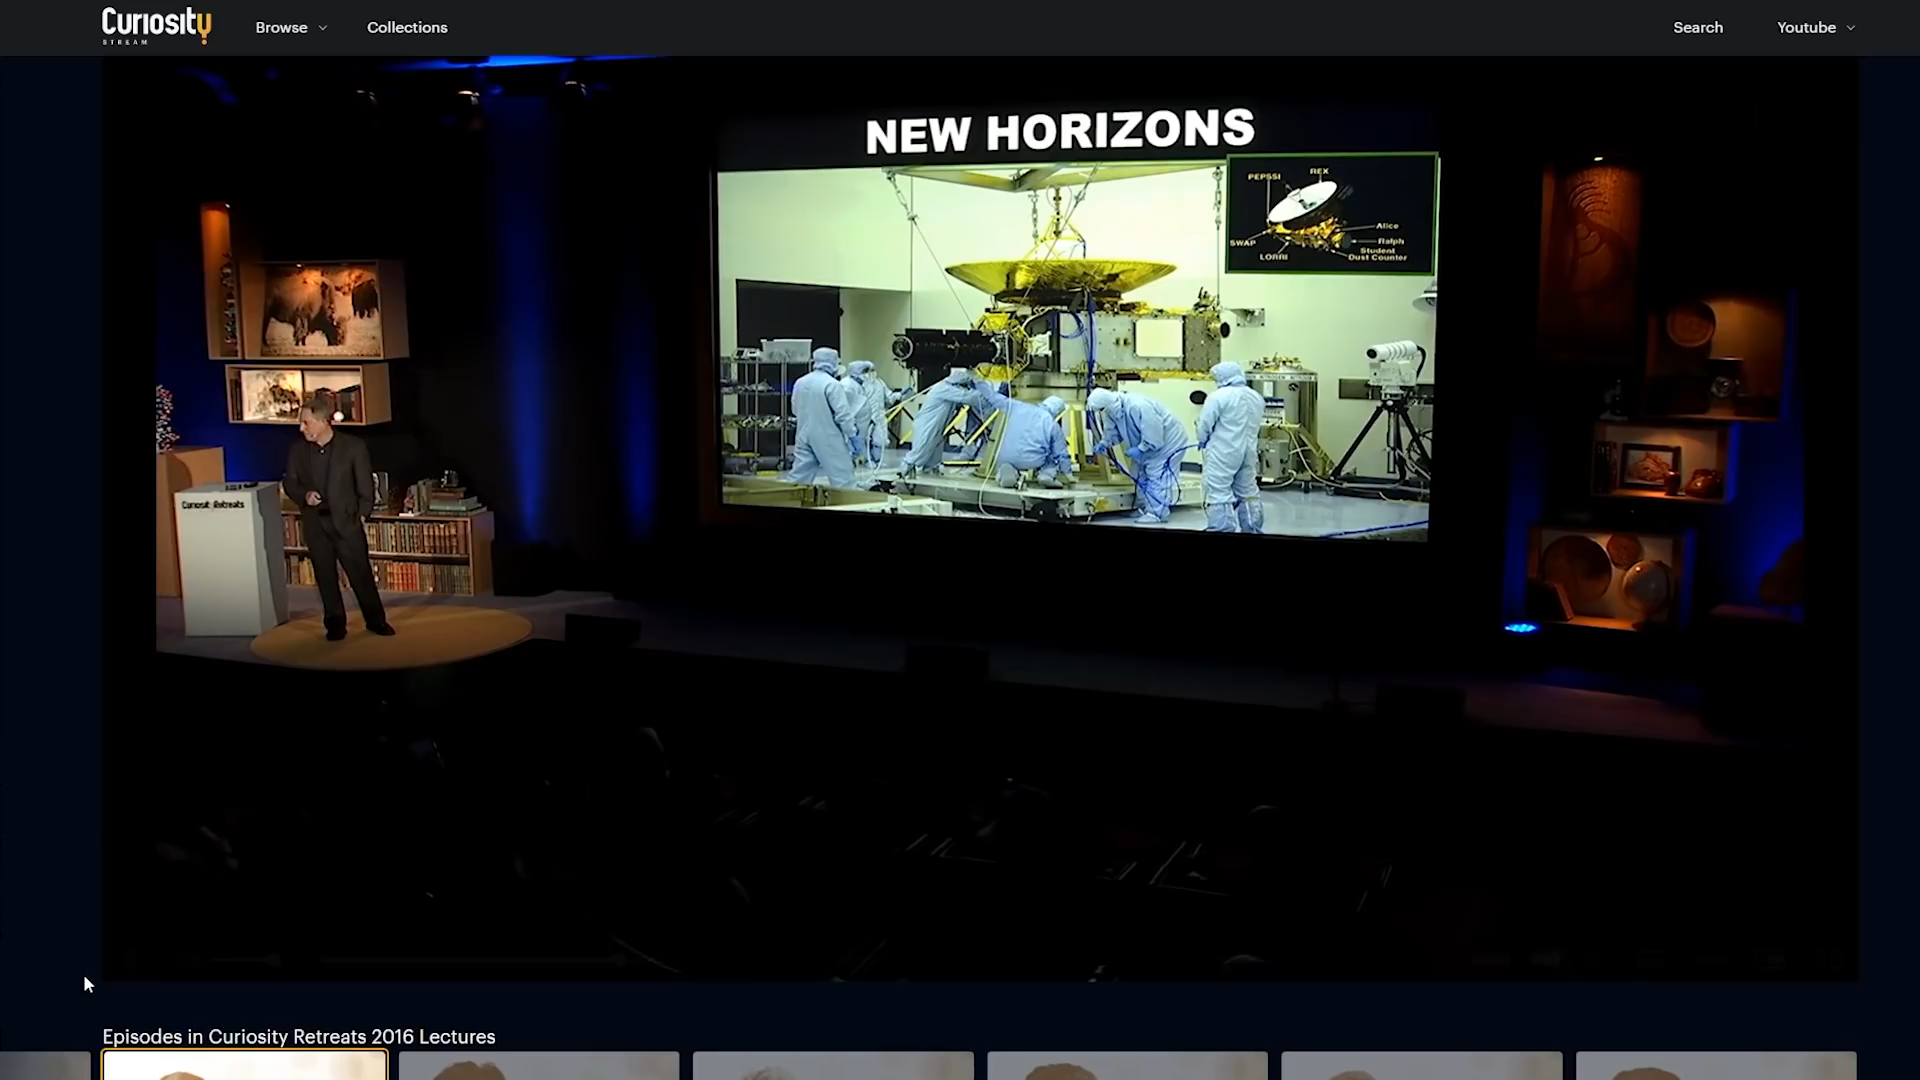 Curiosity
STREAM
Browse
Collections
Search
Youtube
NEW HORIZONS
PEPSSI
REX
Alice
SWAP
Ralph
LORRI
Student
Dust Counter
Curiosity Retreats
Episodes in Curiosity Retreats 2016 Lectures